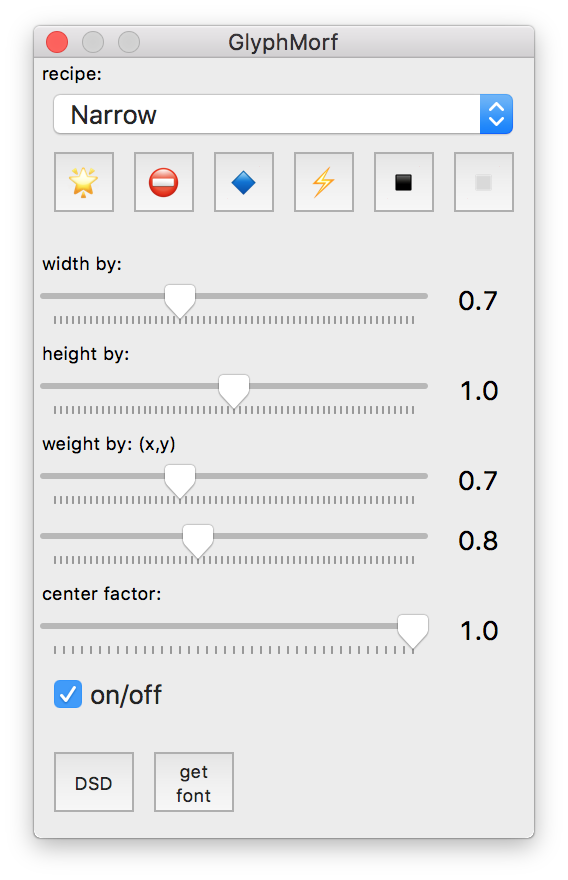 GlyphMorf
recipe:
Narrow
width by:
0.7
height by:
1.0
weight by: (x,y)
0.7
0.8
center factor:
1.0
on/off
DSD
get
font